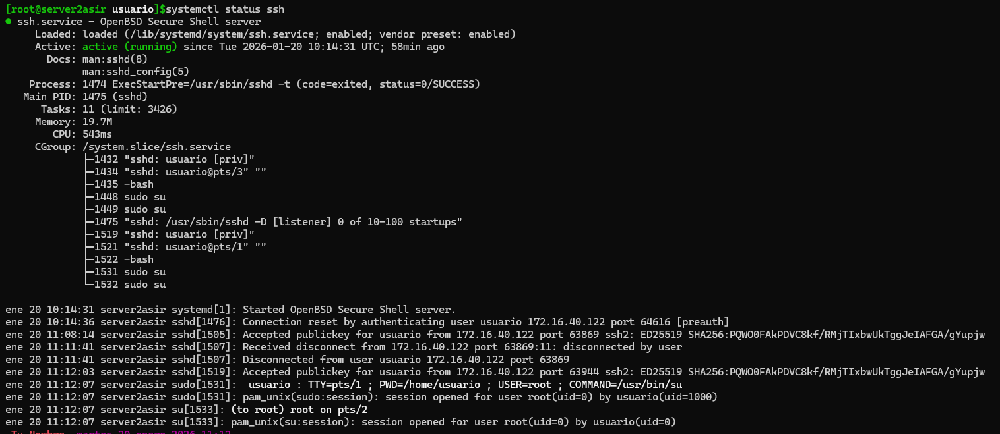 [root@server2asir usuario]$systemctl status ssh
● ssh.service - OpenBSD Secure Shell server
Loaded: loaded (/lib/systemd/system/ssh.service; enabled; vendor preset: enabled)
Active: active (running) since Tue 2026-01-20 10:14:31 UTC; 58min ago
Docs: man:sshd(8)
man:sshd_config(5)
Process: 1474 ExecStartPre=/usr/sbin/sshd -t (code=exited, status=0/SUCCESS)
Main PID: 1475 (sshd)
Tasks: 11 (limit: 3426)
Memory: 19.7M
CPU: 543ms
CGroup: /system.slice/ssh.service
├─1432 "sshd: usuario [priv]"
├─1434 "sshd: usuario@pts/3" ""
├─1435 -bash
├─1448 sudo su
├─1449 sudo su
├─1475 "sshd: /usr/sbin/sshd -D [listener] 0 of 10-100 startups"
├─1519 "sshd: usuario [priv]"
├─1521 "sshd: usuario@pts/1" ""
├─1522 -bash
├─1531 sudo su
└─1532 sudo su
ene 20 10:14:31 server2asir systemd[1]: Started OpenBSD Secure Shell server.
ene 20 10:14:36 server2asir sshd[1476]: Connection reset by authenticating user usuario 172.16.40.122 port 64616 [preauth]
ene 20 11:08:14 server2asir sshd[1505]: Accepted publickey for usuario from 172.16.40.122 port 63869 ssh2: ED25519 SHA256:PQWO0FAkPDVC8kf/RMjTIxbwUkTggJeIAFGA/gYupjw
ene 20 11:11:41 server2asir sshd[1507]: Received disconnect from 172.16.40.122 port 63869:11: disconnected by user
ene 20 11:11:41 server2asir sshd[1507]: Disconnected from user usuario 172.16.40.122 port 63869
ene 20 11:12:03 server2asir sshd[1519]: Accepted publickey for usuario from 172.16.40.122 port 63944 ssh2: ED25519 SHA256:PQWO0FAkPDVC8kf/RMjTIxbwUkTggJeIAFGA/gYupjw
ene 20 11:12:07 server2asir sudo[1531]:  usuario : TTY=pts/1 ; PWD=/home/usuario ; USER=root ; COMMAND=/usr/bin/su
ene 20 11:12:07 server2asir sudo[1531]: pam_unix(sudo:session): session opened for user root(uid=0) by usuario(uid=1000)
ene 20 11:12:07 server2asir su[1533]: (to root) root on pts/2
ene 20 11:12:07 server2asir su[1533]: pam_unix(su:session): session opened for user root(uid=0) by usuario(uid=0)
Tu Nombre martes 20 enero 2026 11:12